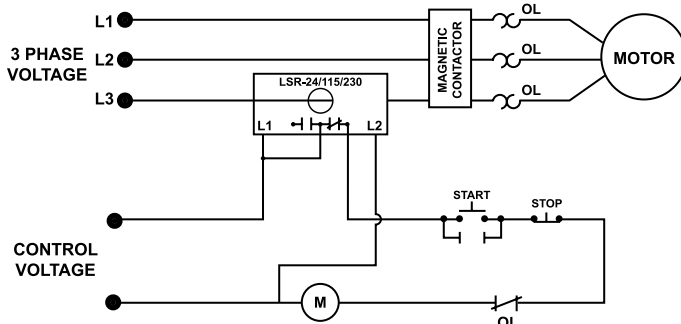 L1
OL
3 PHASE
VOLTAGE
L2
OL
MAGNETIC
CONTACTOR
MOTOR
L3
LSR-24/115/230
OL
L1
L2
START
STOP
CONTROL
VOLTAGE
M
OL